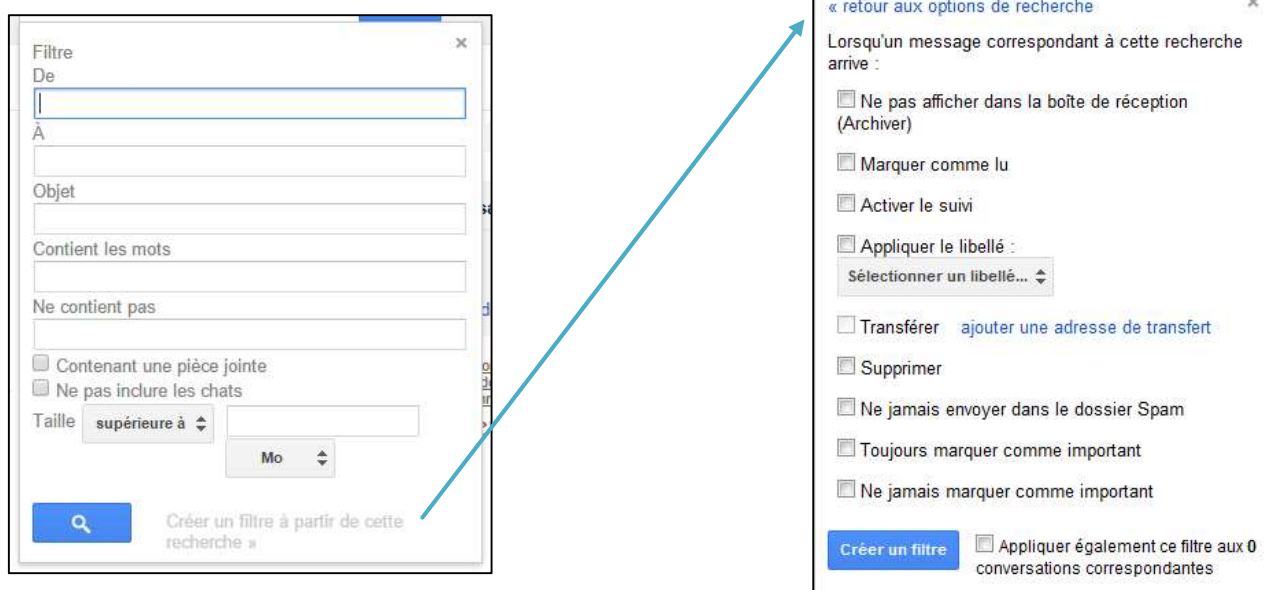 Filtre
×
De
À
Objet
Contient les mots
Ne contient pas
Contenant une pièce jointe
Ne pas inclure les chats
Taille supérieure à
Mo
Créer un filtre à partir de cette
recherche »
« retour aux options de recherche ×
Lorsqu'un message correspondant à cette recherche
arrive :
Ne pas afficher dans la boîte de réception
(Archiver)
Marquer comme lu
Activer le suivi
Appliquer le libellé :
Sélectionner un libellé...
Transférer ajouter une adresse de transfert
Supprimer
Ne jamais envoyer dans le dossier Spam
Toujours marquer comme important
Ne jamais marquer comme important
Créer un filtre Appliquer également ce filtre aux 0
conversations correspondantes